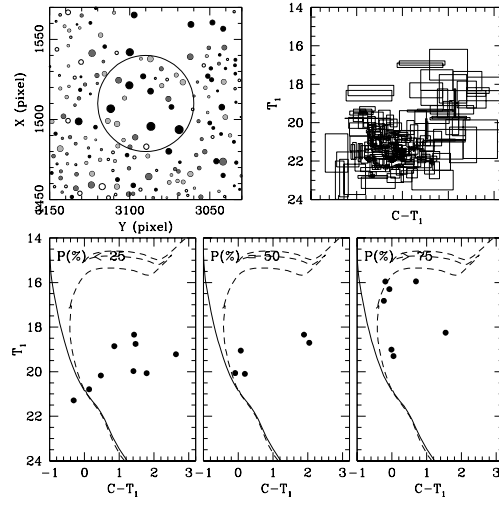 1550
1500
3450
X (pixel)
3150
3100
3050
Y (pixel)
14
16
18
20
22
24
T1
C−T1
14
16
18
20
22
24
T1
P(%) < 25
P(%) < 50
P(%) < 75
−1 0 1 2 3
−1 0 1 2 3
−1 0 1 2 3
C−T1
C−T1
C−T1